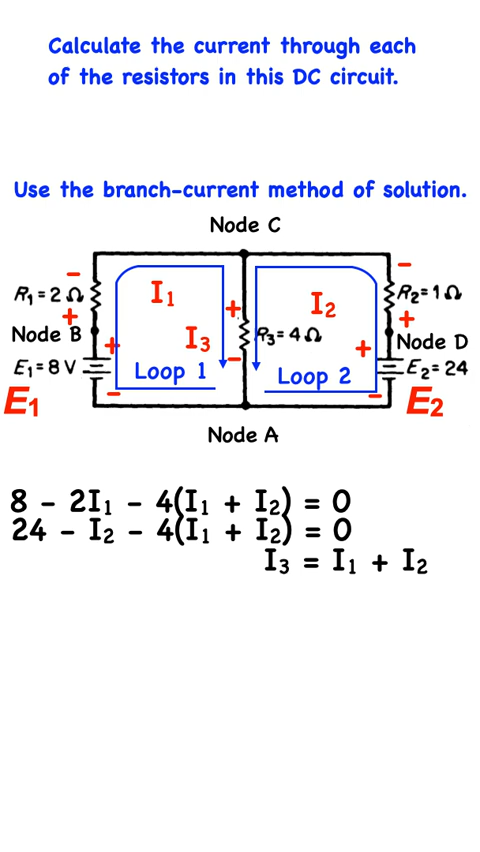 Calculate the current through each
of the resistors in this DC circuit.
Use the branch-current method of solution.
Node C
R₁ = 2 Ω
I₁
I₂
R₂ = 1 Ω
Node B
I₃
R₃ = 4 Ω
Node D
E₁ = 8 V
Loop 1
Loop 2
E₂ = 24
E₁
E₂
Node A
8 - 2I₁ - 4(I₁ + I₂) = 0
24 - I₂ - 4(I₁ + I₂) = 0
I₃ = I₁ + I₂